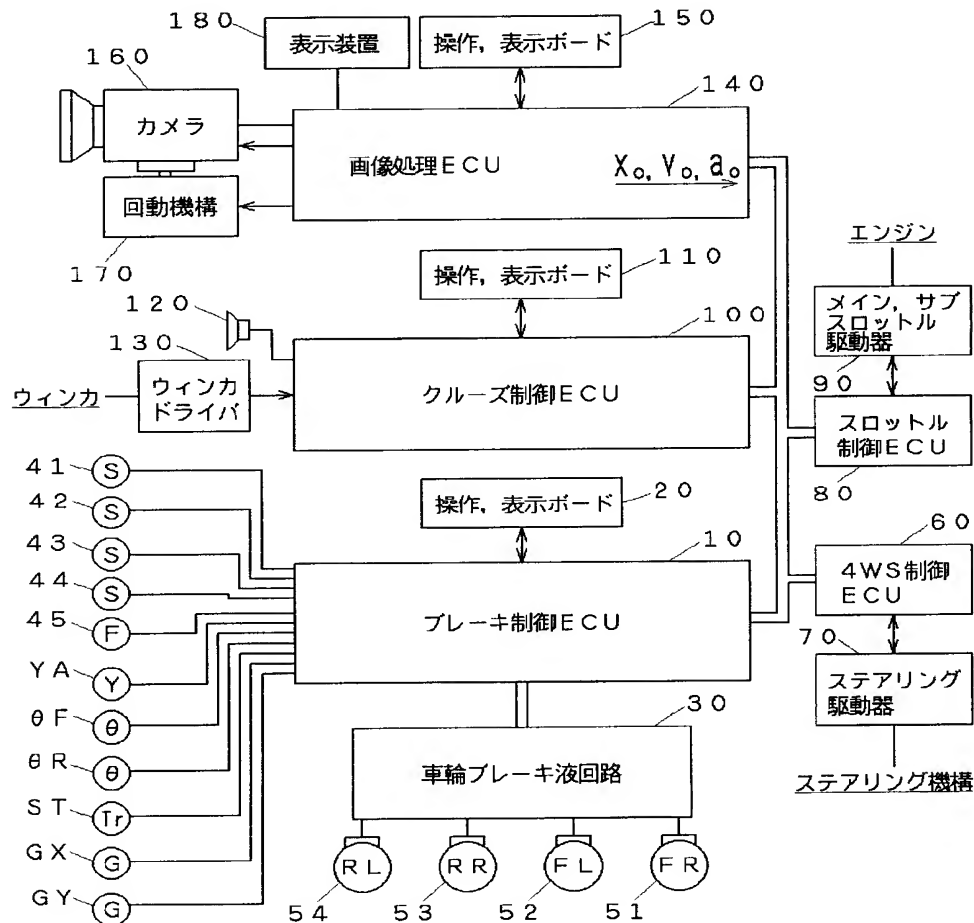 １８０
表示装置
操作，表示ボード
１５０
１６０
カメラ
１４０
画像処理ＥＣＵ
X₀, V₀, a₀
回動機構
１７０
エンジン
操作，表示ボード
１１０
１２０
１００
メイン，サブ
スロットル
駆動器
１３０
９０
ウィンカ
ウィンカ
ドライバ
クルーズ制御ＥＣＵ
スロットル
制御ＥＣＵ
８０
４１
Ｓ
操作，表示ボード
２０
４２
Ｓ
１０
６０
４３
Ｓ
４ＷＳ制御
ＥＣＵ
４４
Ｓ
４５
Ｆ
ブレーキ制御ＥＣＵ
７０
ＹＡ
Ｙ
ステアリング
駆動器
θＦ
θ
３０
θＲ
θ
車輪ブレーキ液回路
ステアリング機構
ＳＴ
Ｔｒ
ＧＸ
Ｇ
ＲＬ
ＲＲ
ＦＬ
ＦＲ
ＧＹ
Ｇ
５４
５３
５２
５１